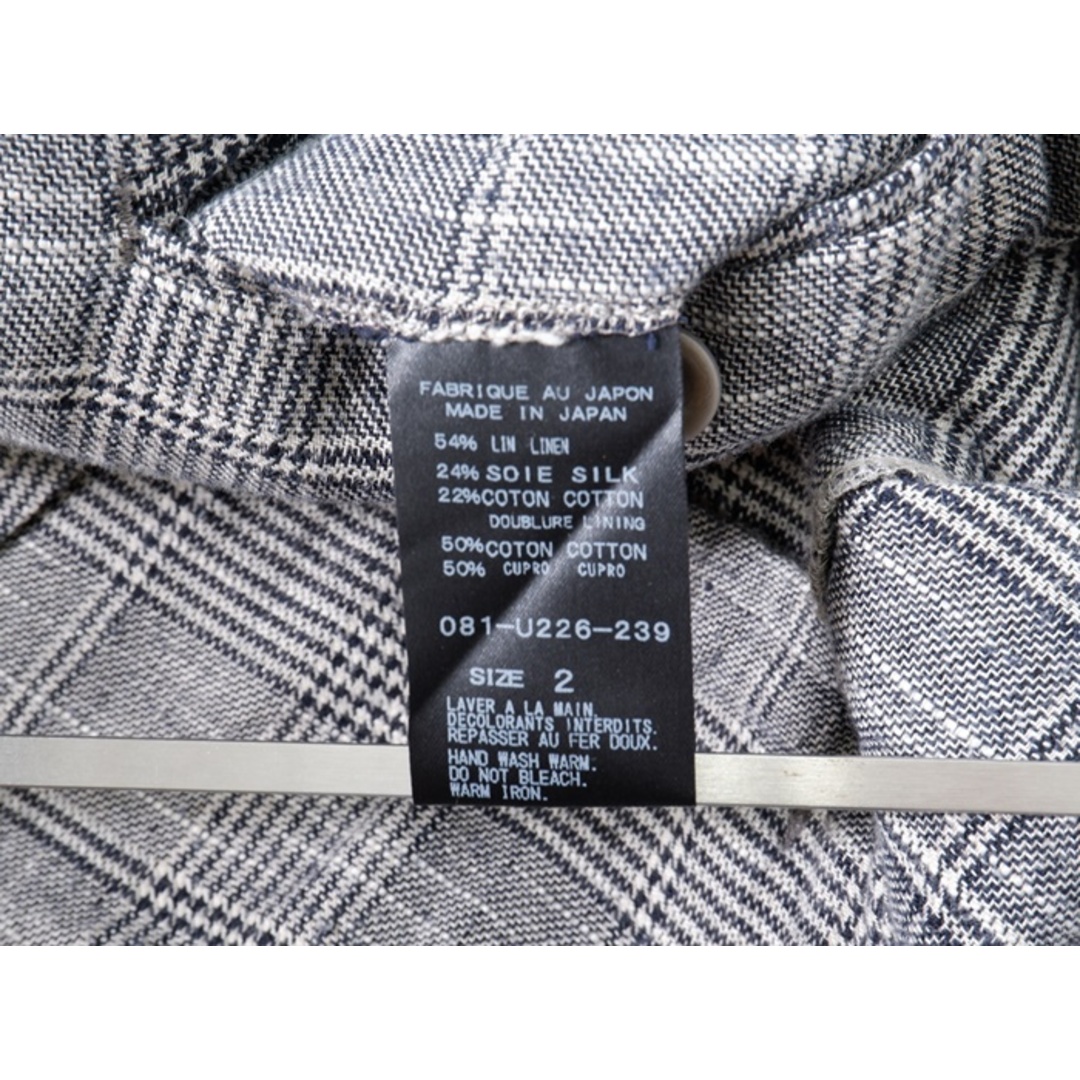 FABRIQUE AU JAPON
MADE IN JAPAN
54% LIN LINEN
24% SOIE SILK
22% COTON COTTON
DOUBLURE LINING
50% COTON COTTON
50% CUPRO CUPRO
081-U226-239
SIZE 2
LAVER A LA MAIN.
DECOLORANTS INTERDITS.
REPASSER AU FER DOUX.
HAND WASH WARM.
DO NOT BLEACH.
WARM IRON.